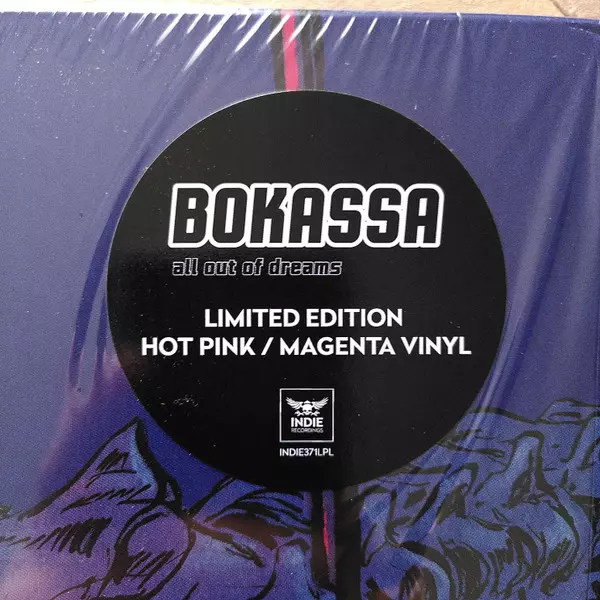 BOKASSA
all out of dreams
LIMITED EDITION
HOT PINK / MAGENTA VINYL
INDIE
RECORDINGS
INDIE371LPL